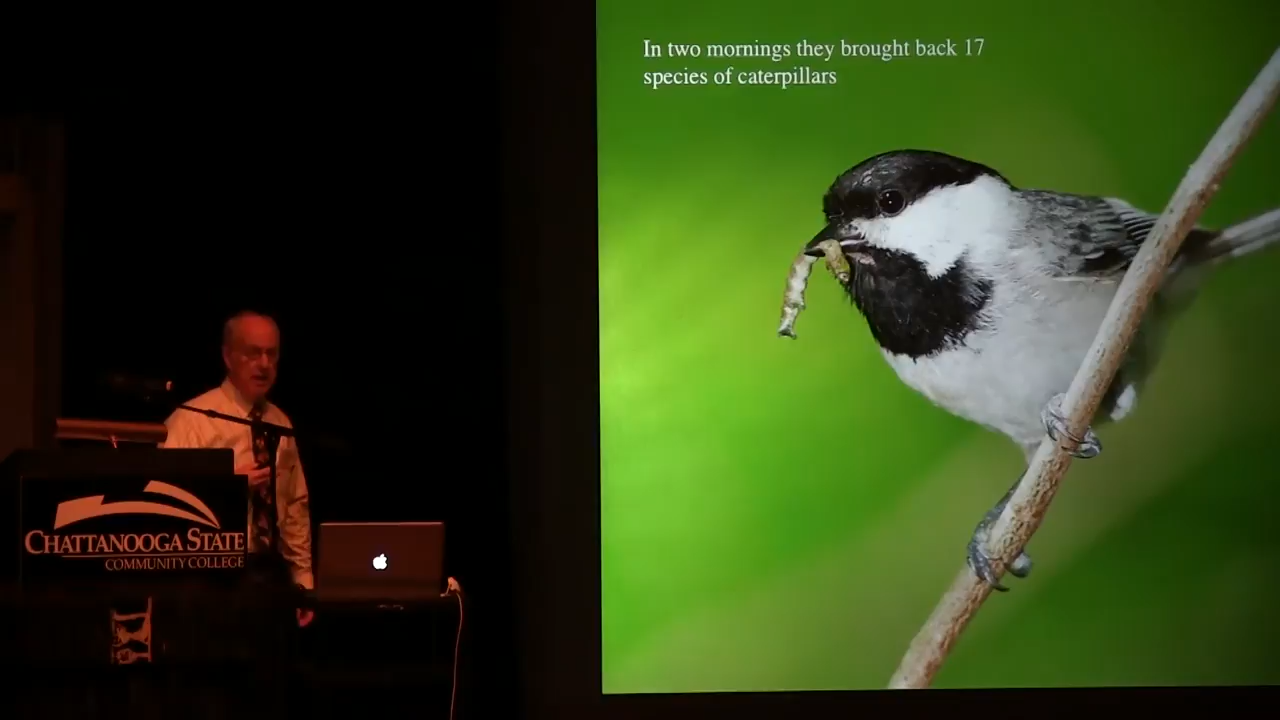 In two mornings they brought back 17
species of caterpillars
CHATTANOOGA STATE
COMMUNITY COLLEGE